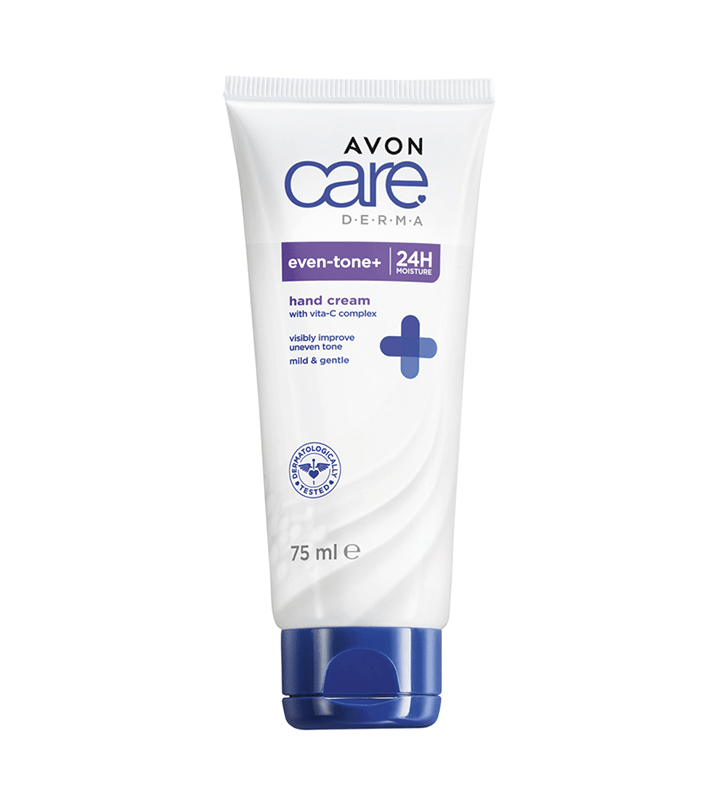 AVON
care
D·E·R·M·A
even-tone+ 24H
MOISTURE
hand cream
with vita-C complex
visibly improve
uneven tone
mild & gentle
DERMATOLOGICALLY
TESTED
75 ml ℮